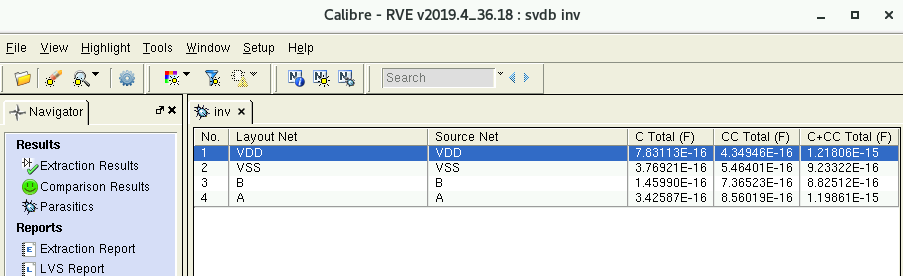 Calibre - RVE v2019.4_36.18 : svdb inv
File View Highlight Tools Window Setup Help
Search
Navigator
inv
Results
Extraction Results
Comparison Results
Parasitics
Reports
Extraction Report
LVS Report
No. Layout Net Source Net C Total (F) CC Total (F) C+CC Total (F)
1 VDD VDD 7.83113E-16 4.34946E-16 1.21806E-15
2 VSS VSS 3.76921E-16 5.46401E-16 9.23322E-16
3 B B 1.45990E-16 7.36523E-16 8.82512E-16
4 A A 3.42587E-16 8.56019E-16 1.19861E-15